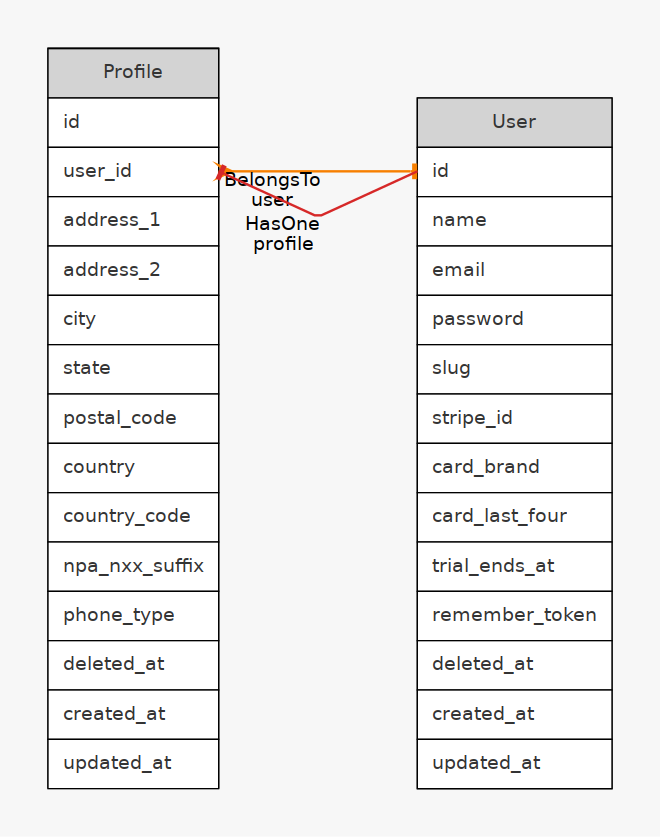 Profile
id
user_id
address_1
address_2
city
state
postal_code
country
country_code
npa_nxx_suffix
phone_type
deleted_at
created_at
updated_at
BelongsTo
user
HasOne
profile
User
id
name
email
password
slug
stripe_id
card_brand
card_last_four
trial_ends_at
remember_token
deleted_at
created_at
updated_at